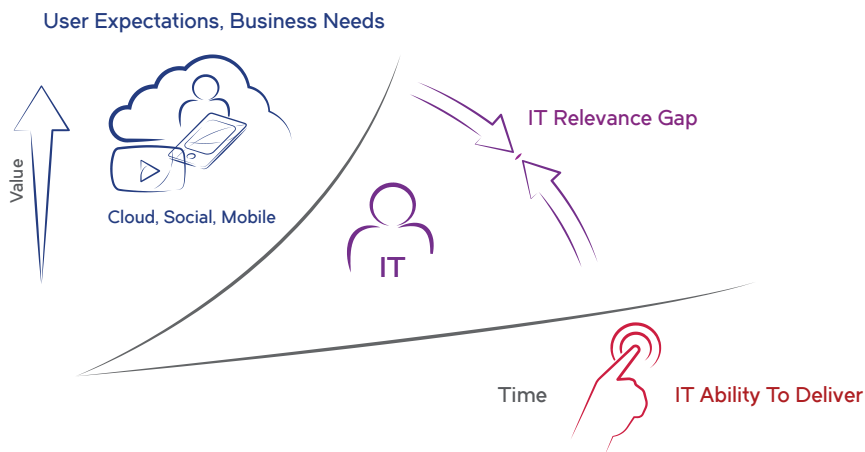 User Expectations, Business Needs
IT Relevance Gap
Value
Cloud, Social, Mobile
IT
Time
IT Ability To Deliver